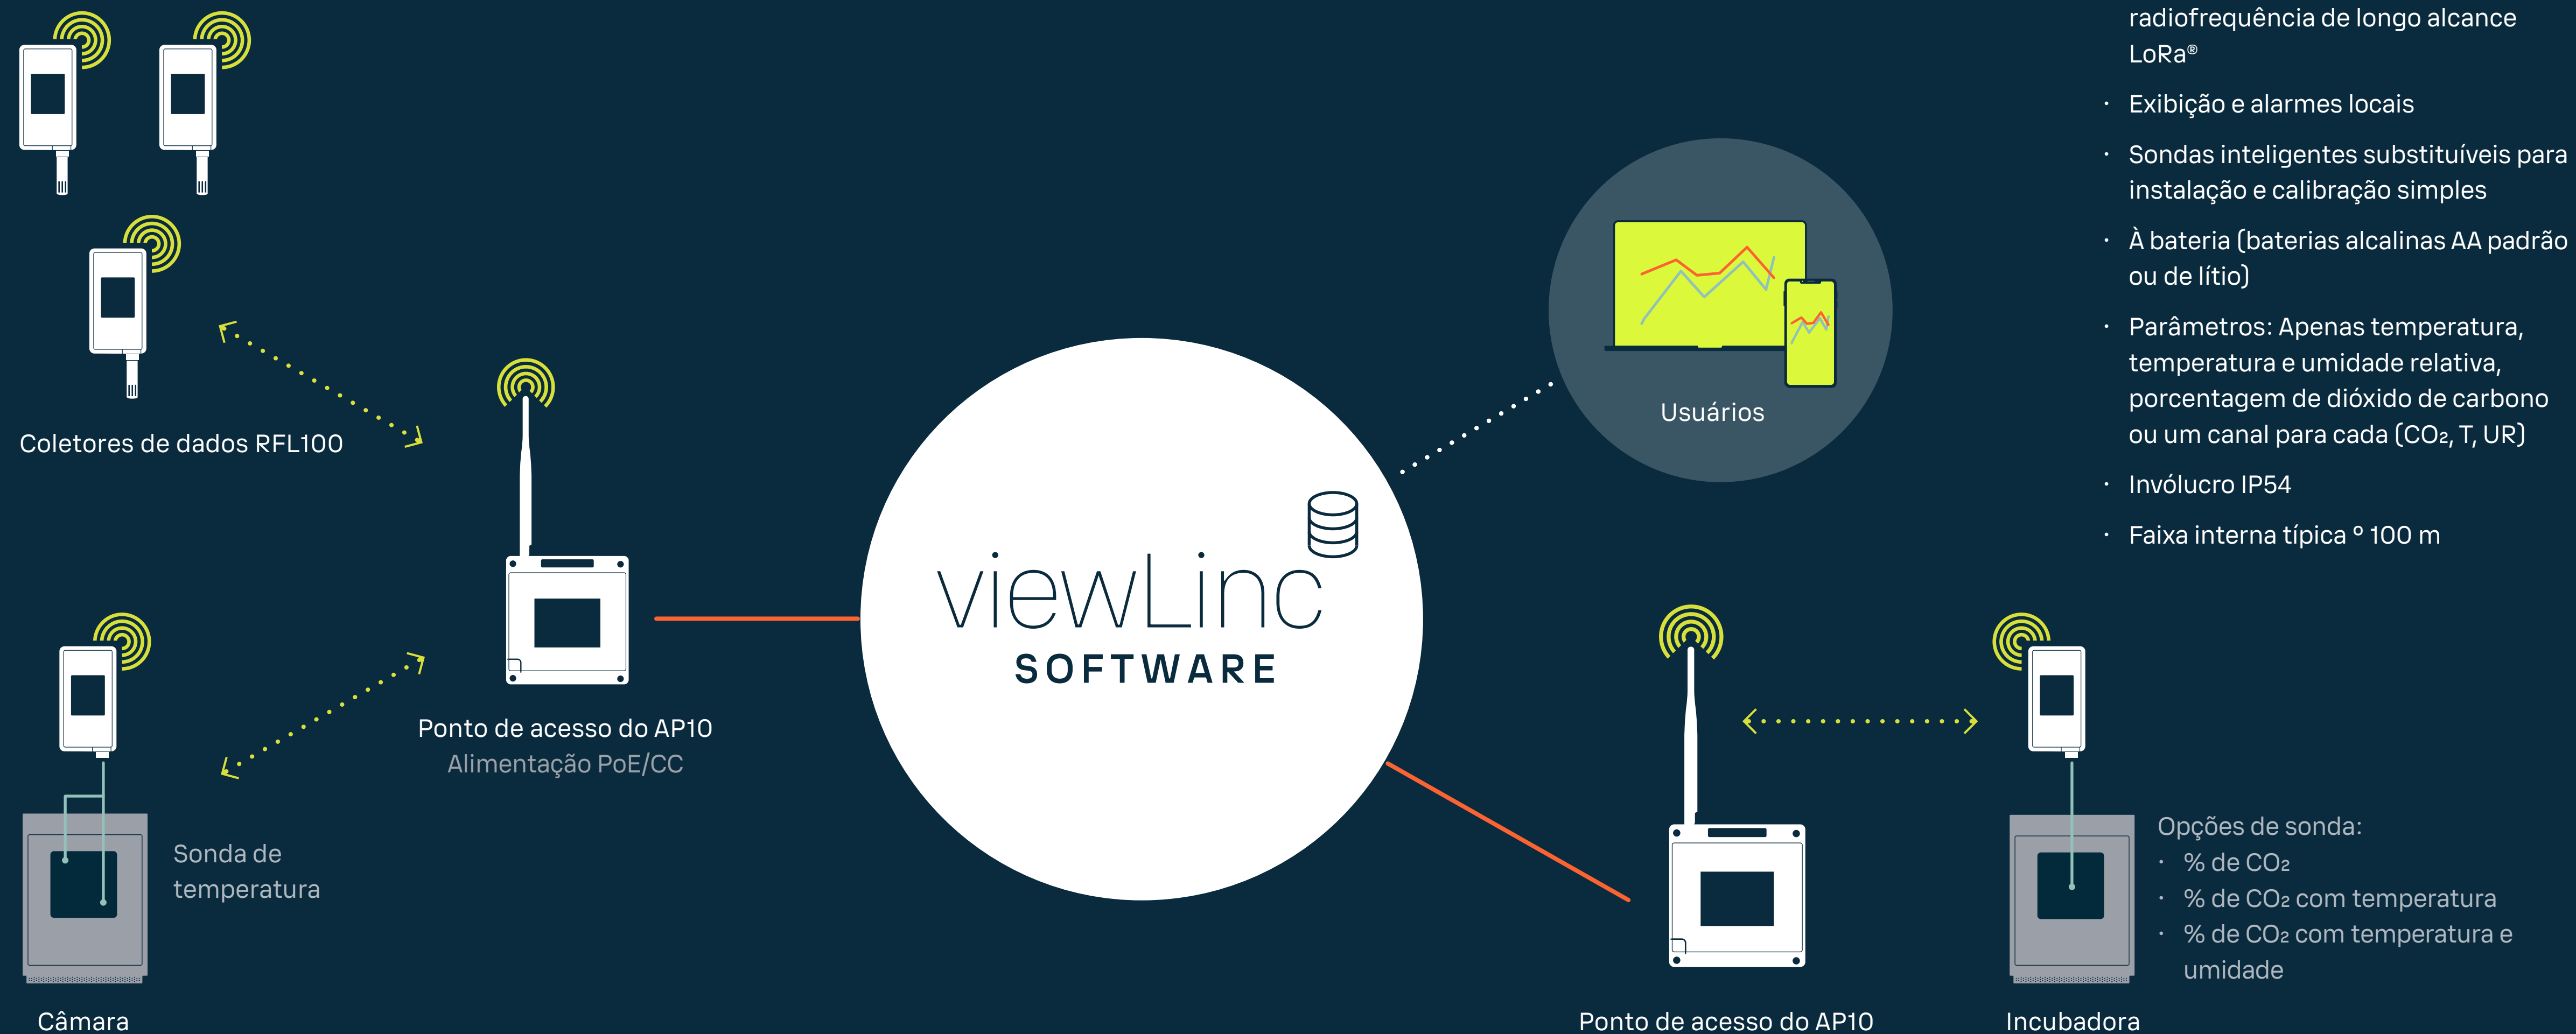 radiofrequência de longo alcance
LoRa®
· Exibição e alarmes locais
· Sondas inteligentes substituíveis para
instalação e calibração simples
· À bateria (baterias alcalinas AA padrão
ou de lítio)
· Parâmetros: Apenas temperatura,
temperatura e umidade relativa,
porcentagem de dióxido de carbono
ou um canal para cada (CO₂, T, UR)
· Invólucro IP54
· Faixa interna típica º 100 m
Usuários
Coletores de dados RFL100
viewLinc
SOFTWARE
Ponto de acesso do AP10
Alimentação PoE/CC
Sonda de
temperatura
Câmara
Opções de sonda:
· % de CO₂
· % de CO₂ com temperatura
· % de CO₂ com temperatura e
umidade
Ponto de acesso do AP10
Incubadora